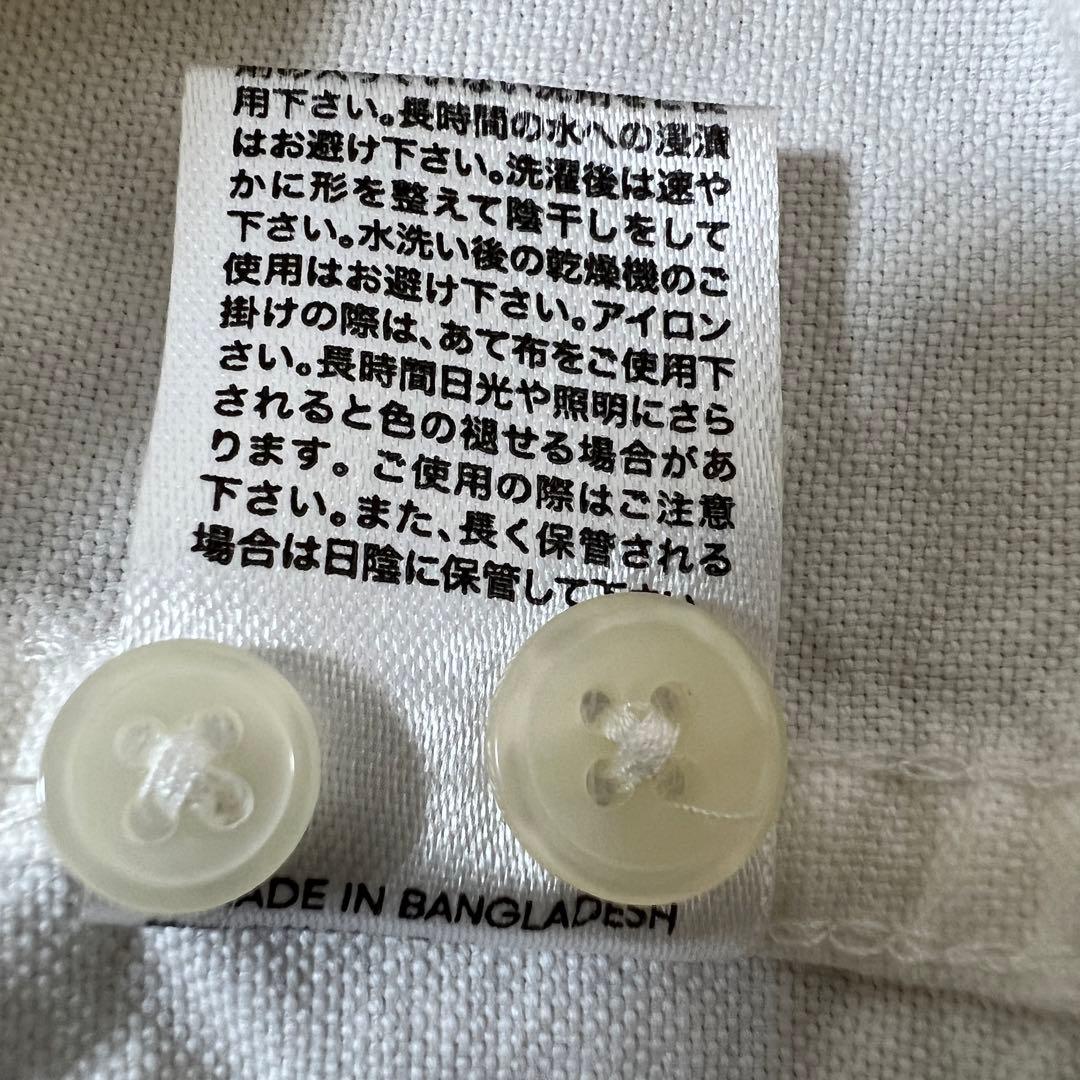 用下さい。長時間の水への浸漬
はお避け下さい。洗濯後は速や
かに形を整えて陰干しをして
下さい。水洗い後の乾燥機のご
使用はお避け下さい。アイロン
掛けの際は、あて布をご使用下
さい。長時間日光や照明にさら
されると色の褪せる場合があ
ります。ご使用の際はご注意
下さい。また、長く保管される
場合は日陰に保管して下さい
MADE IN BANGLADESH